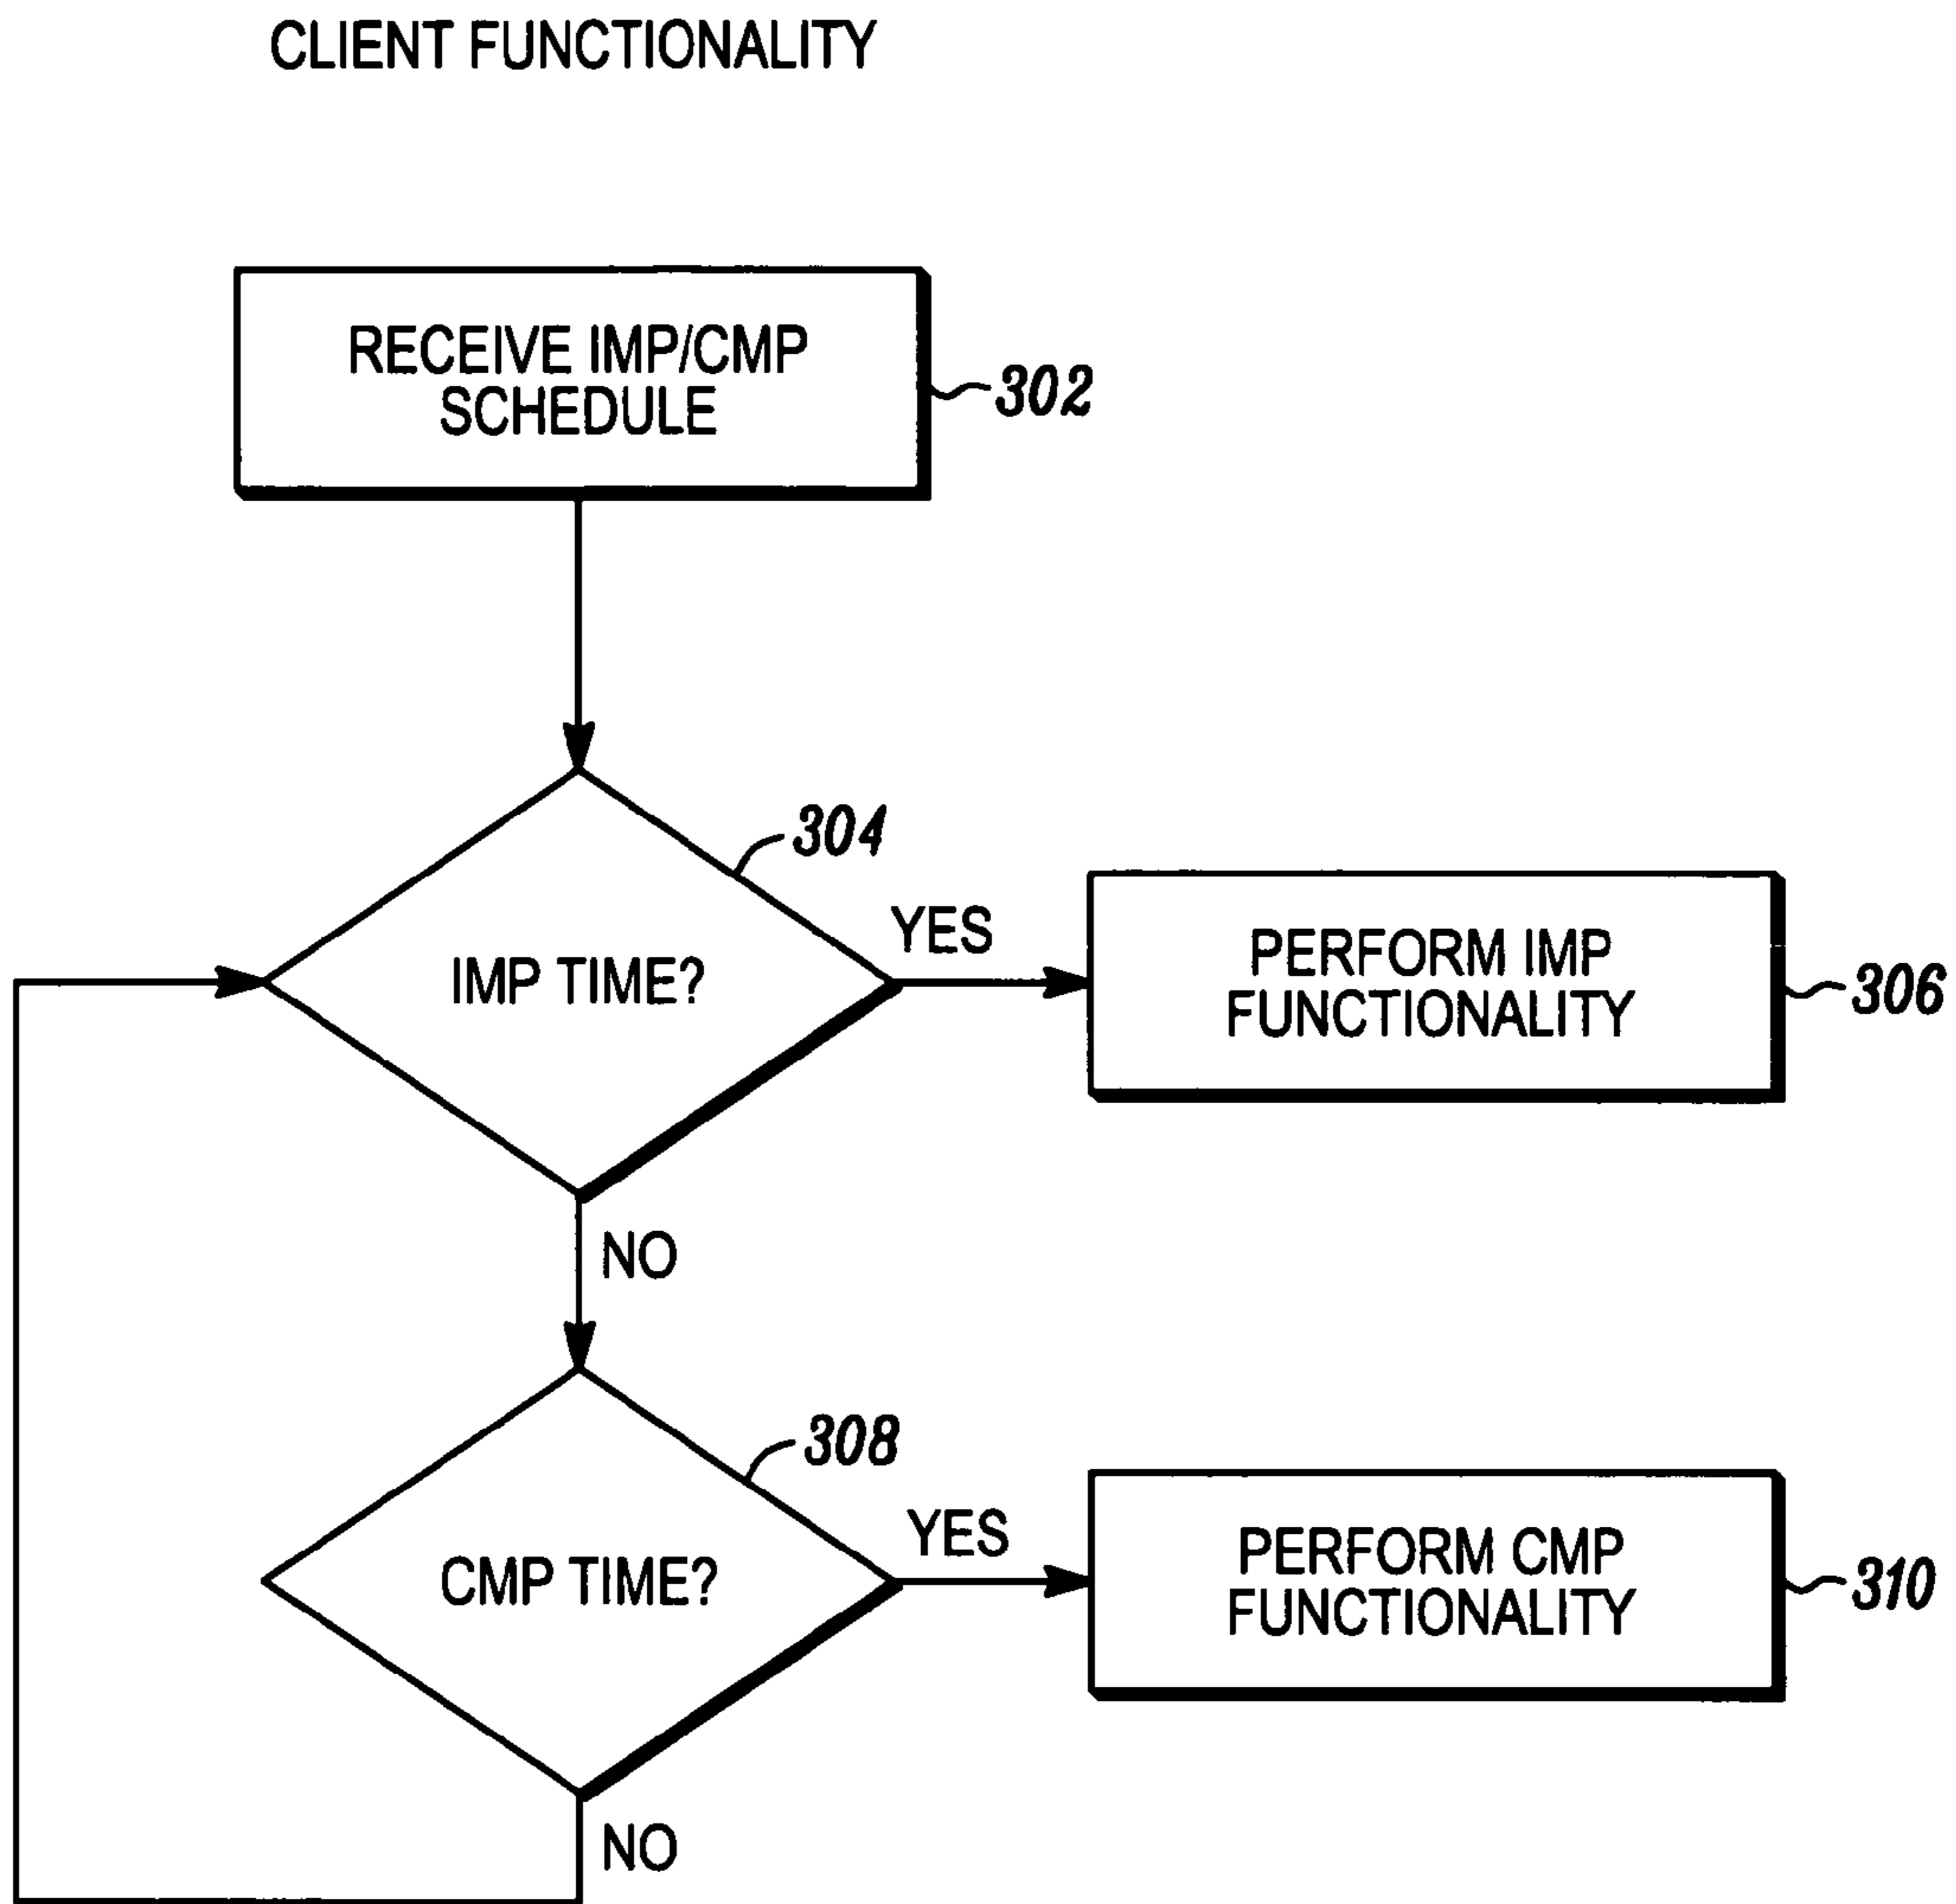 CLIENT FUNCTIONALITY
RECEIVE IMP/CMP
SCHEDULE
302
304
YES
IMP TIME?
PERFORM IMP
FUNCTIONALITY
306
NO
308
YES
CMP TIME?
PERFORM CMP
FUNCTIONALITY
310
NO